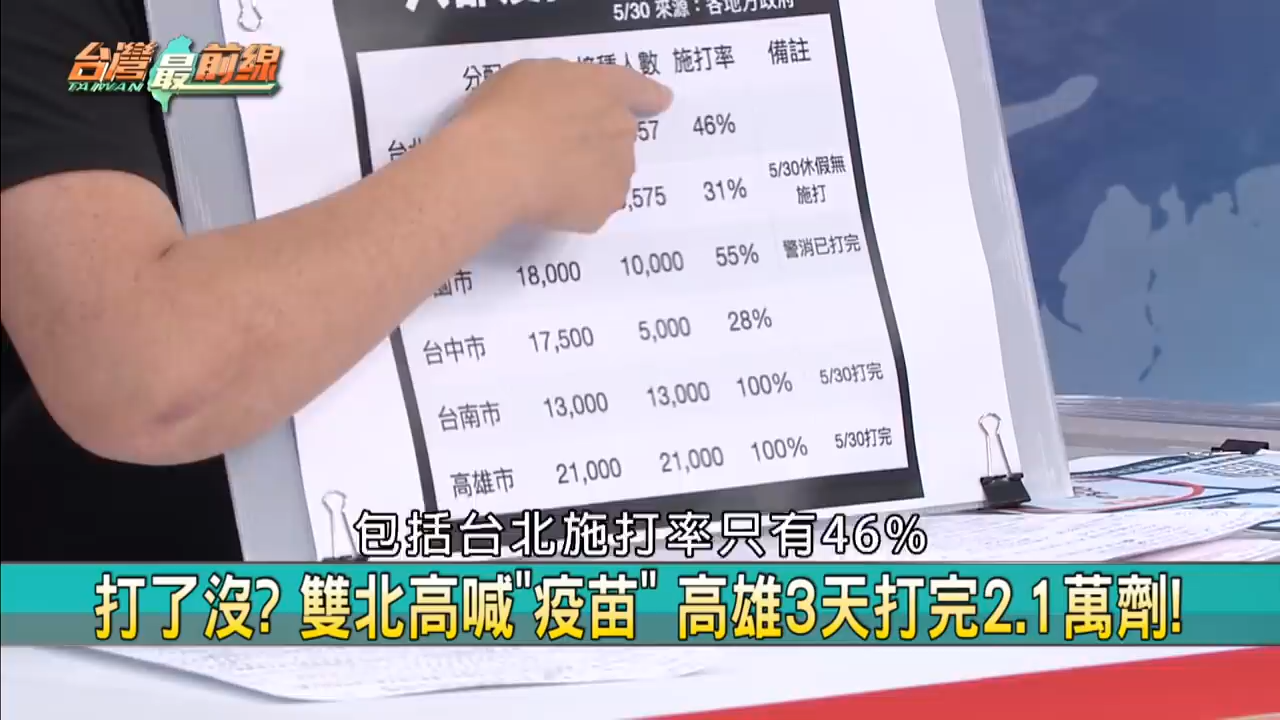 台灣最前線
TAIWAN
5/30 來源：各地方政府
接種人數 施打率 備註
57 46%
,575 31% 5/30休假無
施打
園市 18,000 10,000 55% 警消已打完
台中市 17,500 5,000 28%
台南市 13,000 13,000 100% 5/30打完
高雄市 21,000 21,000 100% 5/30打完
包括台北施打率只有46%
打了沒? 雙北高喊"疫苗" 高雄3天打完2.1萬劑!